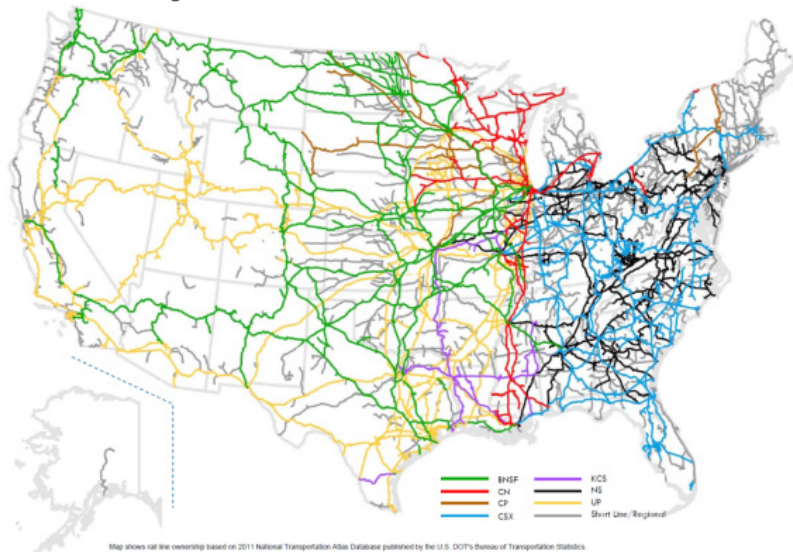 BNSF
CN
CP
CSX
KCS
NS
UP
Short Line/Regional
Map shows rail line ownership based on 2011 National Transportation Atlas Database published by the U.S. DOT's Bureau of Transportation Statistics.